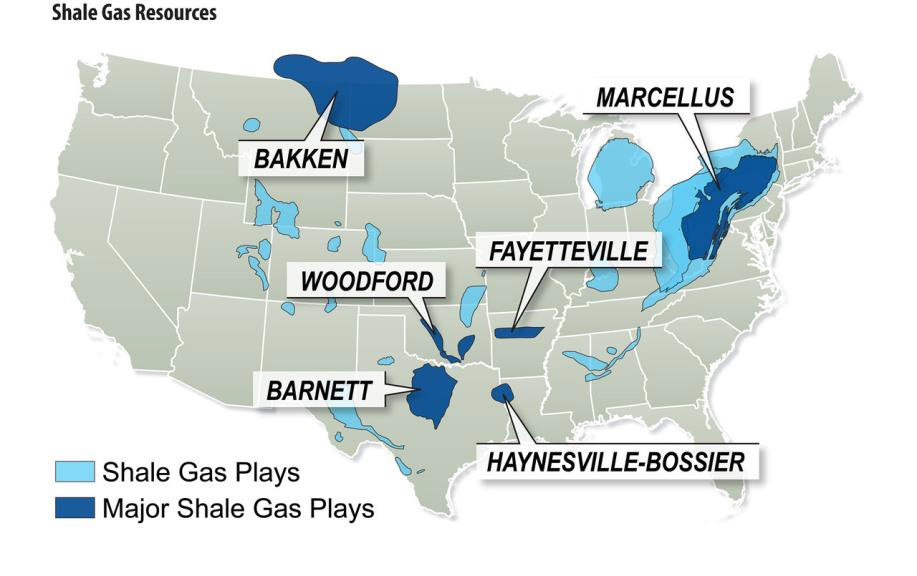 Shale Gas Resources
MARCELLUS
BAKKEN
FAYETTEVILLE
WOODFORD
BARNETT
HAYNESVILLE-BOSSIER
Shale Gas Plays
Major Shale Gas Plays